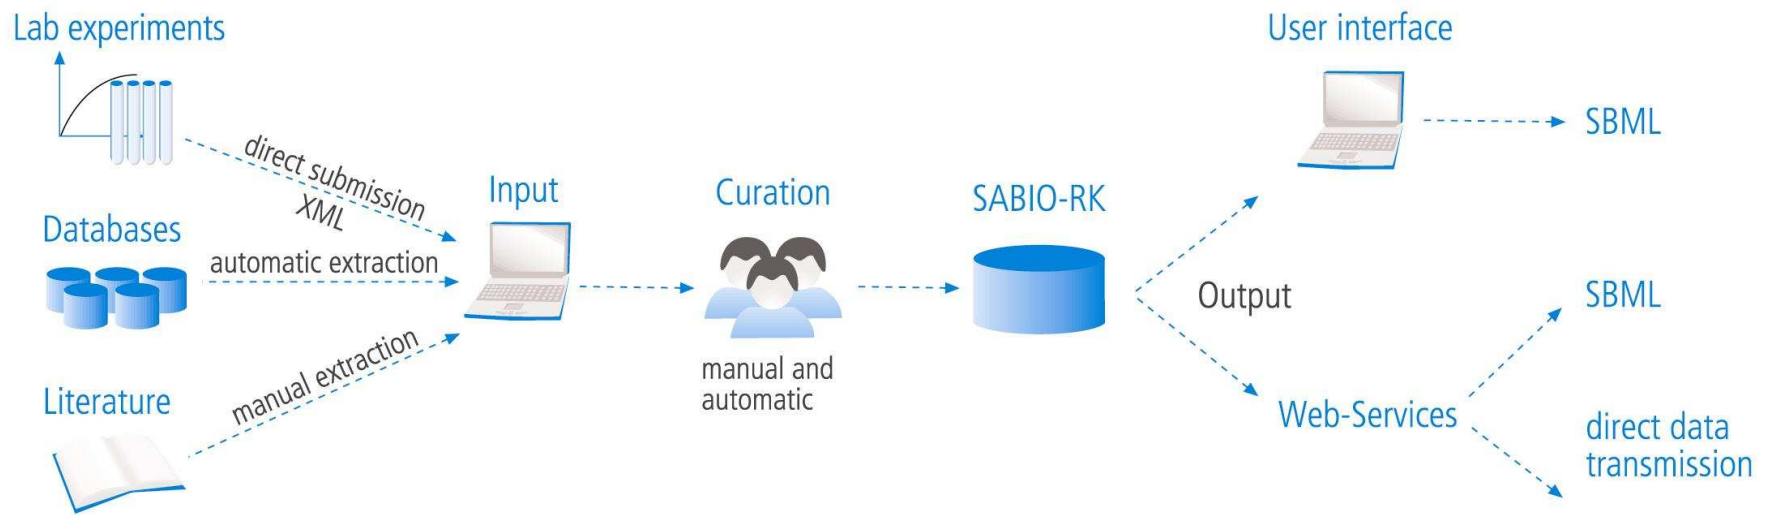 Lab experiments
direct submission
XML
Databases
automatic extraction
Literature
manual extraction
Input
Curation
manual and
automatic
SABIO-RK
Output
User interface
SBML
Web-Services
SBML
direct data
transmission